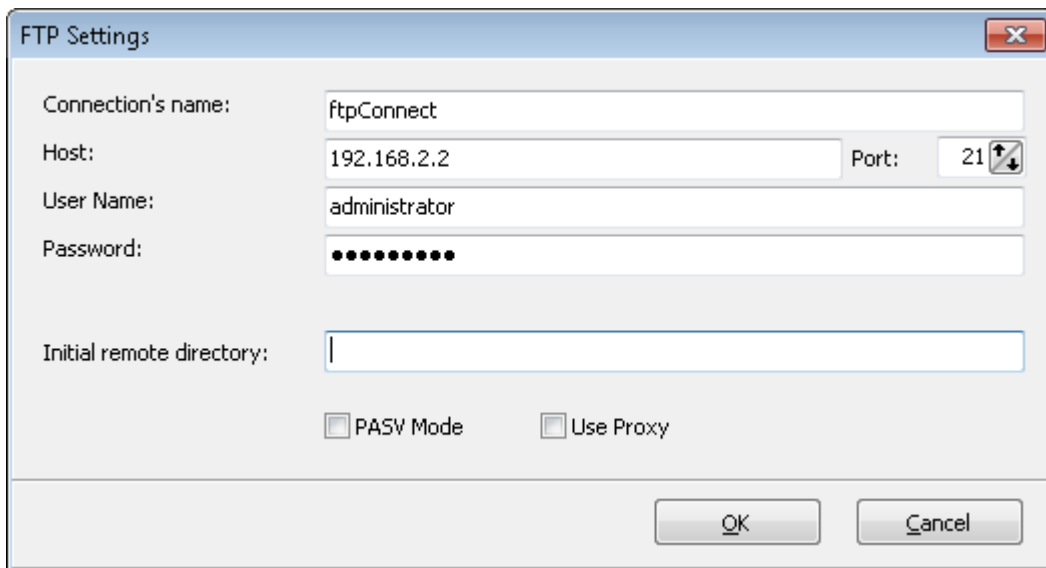 FTP Settings
Connection's name: ftpConnect
Host: 192.168.2.2 Port: 21
User Name: administrator
Password: •••••••••
Initial remote directory:
PASV Mode Use Proxy
OK Cancel